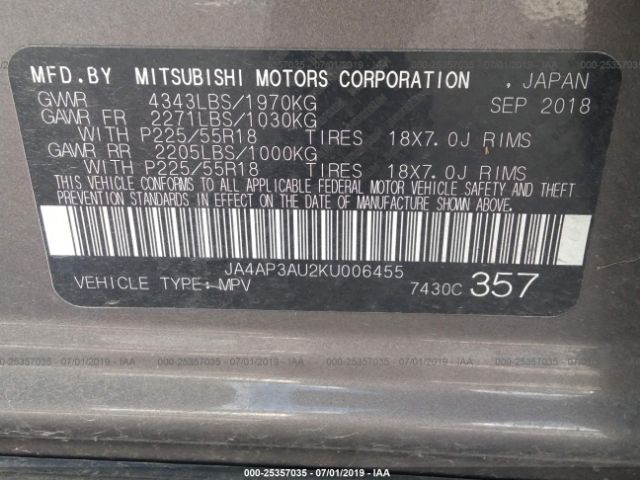 MFD.BY MITSUBISHI MOTORS CORPORATION , JAPAN
GVWR 4343LBS/1970KG SEP 2018
GAWR FR 2271LBS/1030KG
WITH P225/55R18 TIRES 18X7.0J RIMS
GAWR RR 2205LBS/1000KG
WITH P225/55R18 TIRES 18X7.0J RIMS
THIS VEHICLE CONFORMS TO ALL APPLICABLE FEDERAL MOTOR VEHICLE SAFETY AND THEFT
PREVENTION STANDARDS IN EFFECT ON THE DATE OF MANUFACTURE SHOWN ABOVE.
JA4AP3AU2KU006455
VEHICLE TYPE:MPV 7430C 357
000-25357035 - 07/01/2019 - IAA